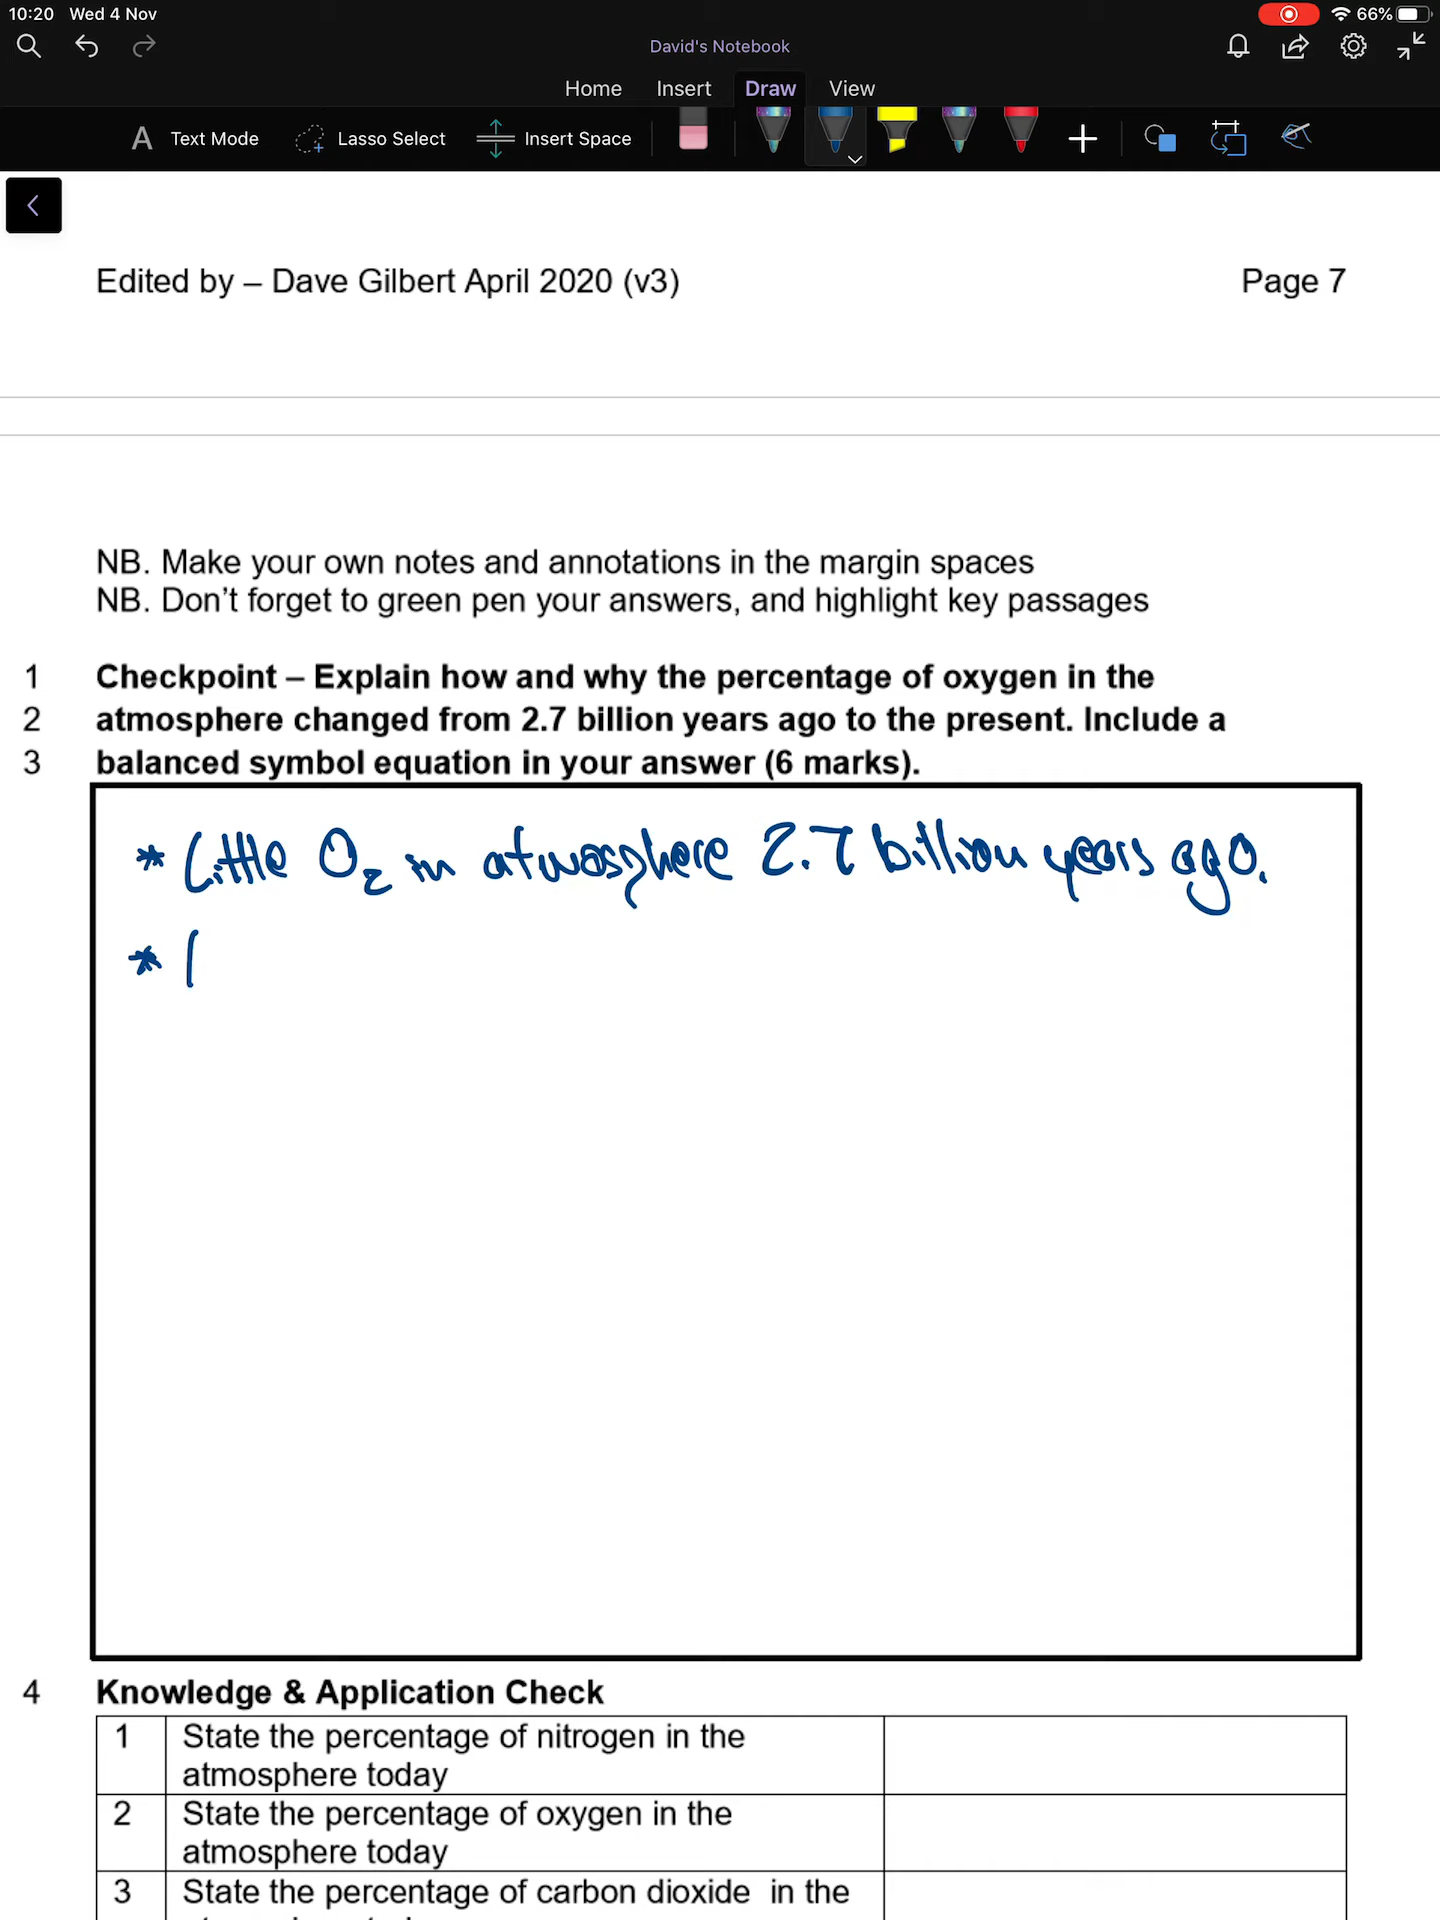 10:20 Wed 4 Nov
66%
David's Notebook
Home Insert Draw View
A Text Mode Lasso Select Insert Space
Edited by – Dave Gilbert April 2020 (v3) Page 7
NB. Make your own notes and annotations in the margin spaces
NB. Don't forget to green pen your answers, and highlight key passages
1 Checkpoint – Explain how and why the percentage of oxygen in the
2 atmosphere changed from 2.7 billion years ago to the present. Include a
3 balanced symbol equation in your answer (6 marks).
* Little O₂ in atmosphere 2.7 billion years ago.
*
4 Knowledge & Application Check
1 State the percentage of nitrogen in the
atmosphere today
2 State the percentage of oxygen in the
atmosphere today
3 State the percentage of carbon dioxide in the